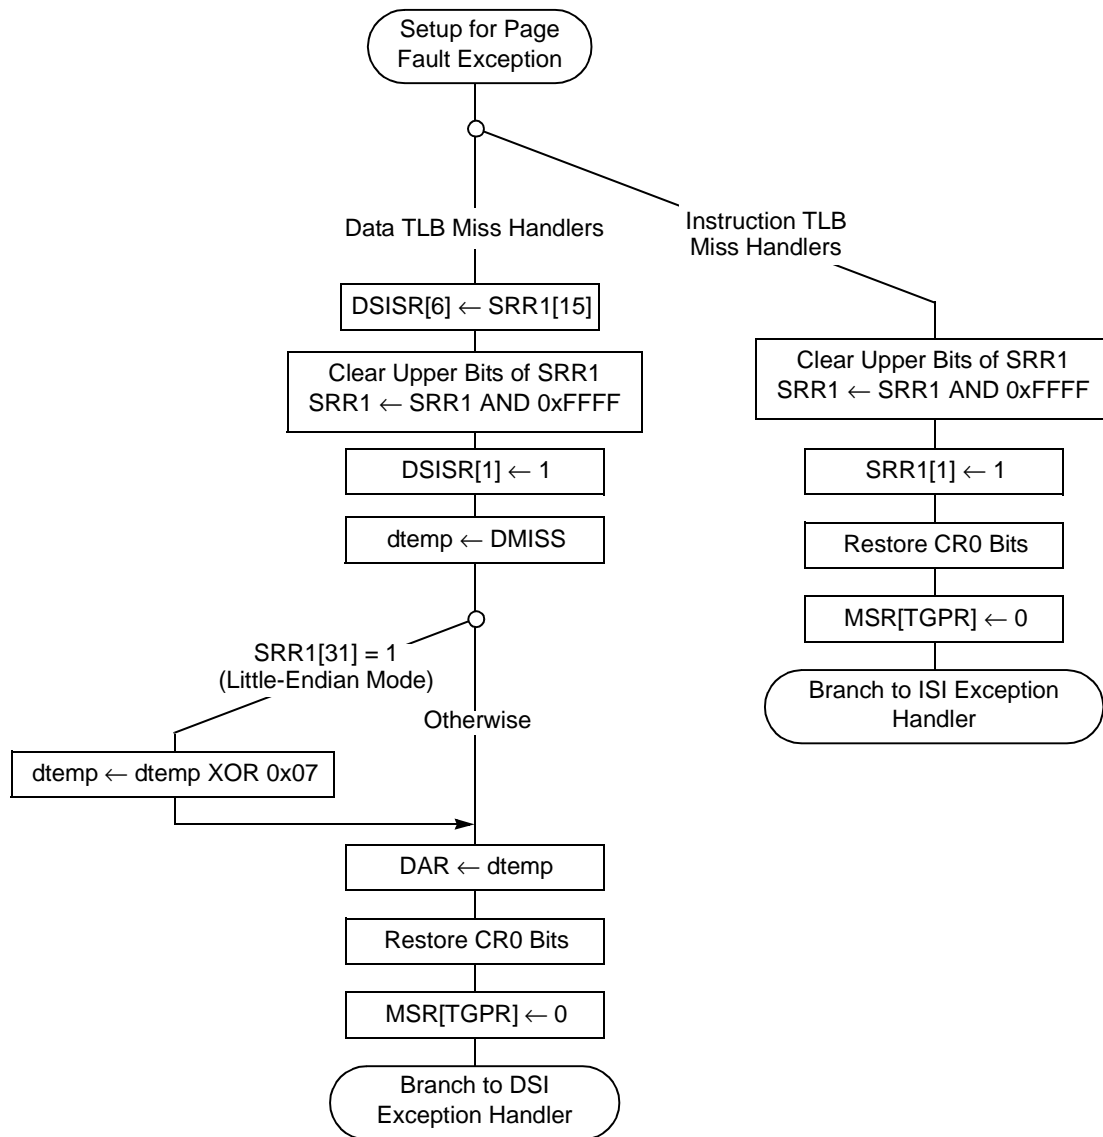 Setup for Page
Fault Exception
Data TLB Miss Handlers
Instruction TLB
Miss Handlers
DSISR[6] ← SRR1[15]
Clear Upper Bits of SRR1
SRR1 ← SRR1 AND 0xFFFF
DSISR[1] ← 1
dtemp ← DMISS
Clear Upper Bits of SRR1
SRR1 ← SRR1 AND 0xFFFF
SRR1[1] ← 1
Restore CR0 Bits
MSR[TGPR] ← 0
Branch to ISI Exception
Handler
SRR1[31] = 1
(Little-Endian Mode)
Otherwise
dtemp ← dtemp XOR 0x07
DAR ← dtemp
Restore CR0 Bits
MSR[TGPR] ← 0
Branch to DSI
Exception Handler